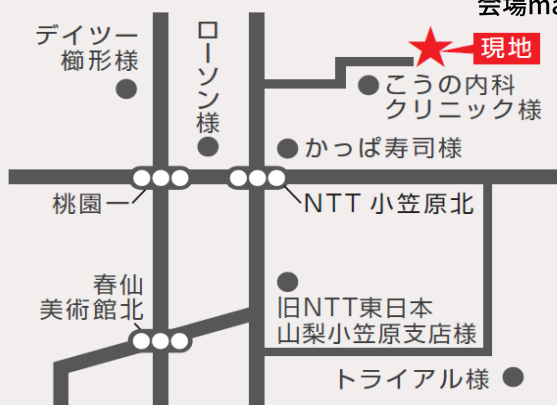 会場ma
デイツー
櫛形様
ローソン様
現地
こうの内科
クリニック様
かっぱ寿司様
桃園一
NTT 小笠原北
春仙
美術館北
旧NTT東日本
山梨小笠原支店様
トライアル様